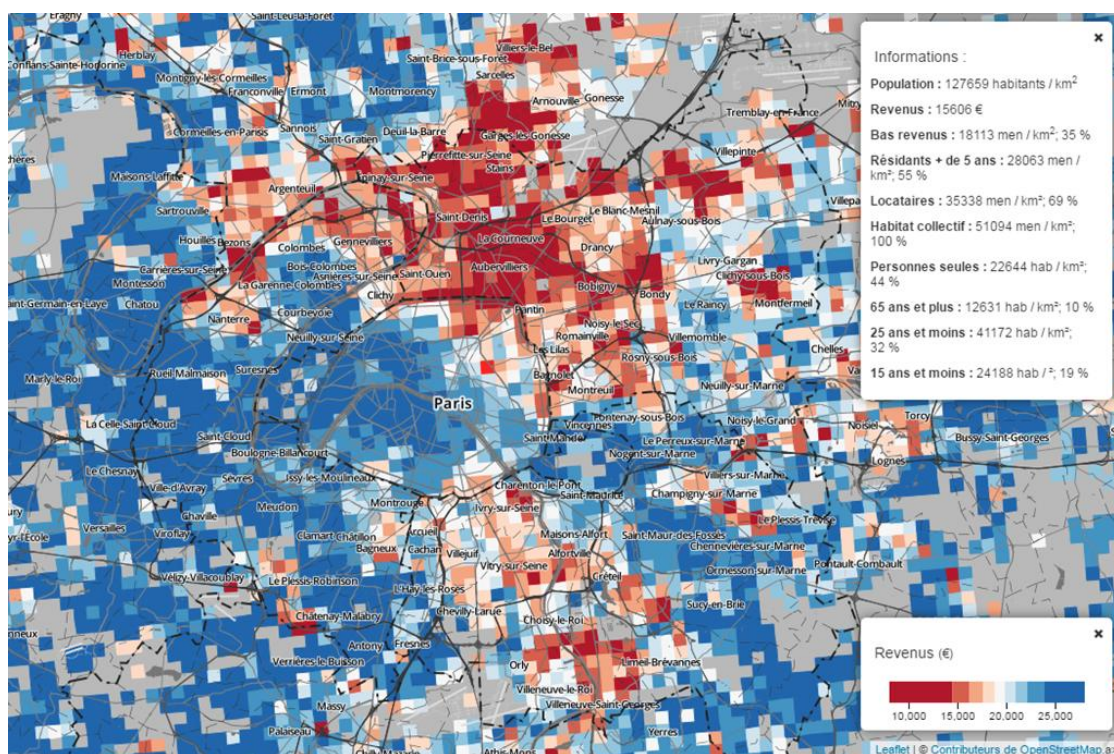 Eragny
Saint-Leu-la-Forêt
Villiers-le-Bel
Herblay
Saint-Brice-sous-Forêt
Conflans-Sainte-Honorine
Montigny-lès-Cormeilles
Sarcelles
Franconville
Ermont
Montmorency
Arnouville
Gonesse
Tremblay-en-France
Mitry
Cormeilles-en-Parisis
Sannois
Deuil-la-Barre
Garges-lès-Gonesse
Saint-Gratien
Pierrefitte-sur-Seine
Villepinte
Stains
Maisons-Laffitte
Epinay-sur-Seine
Argenteuil
Sartrouville
Saint-Denis
Le Bourget
Le Blanc-Mesnil
Aulnay-sous-Bois
Houilles
Bezons
Colombes
Gennevilliers
La Courneuve
Drancy
Bois-Colombes
Livry-Gargan
Carrières-sur-Seine
Asnières-sur-Seine
Saint-Ouen
Aubervilliers
Clichy-sous-Bois
Montesson
La Garenne-Colombes
Bobigny
Bondy
Saint-Germain-en-Laye
Chatou
Clichy
Le Raincy
Montfermeil
Nanterre
Courbevoie
Pantin
Neuilly-sur-Seine
Noisy-le-Sec
Romainville
Villemomble
Les Lilas
Rosny-sous-Bois
Chelles
Marly-le-Roi
Rueil Malmaison
Suresnes
Bagnolet
Neuilly-sur-Marne
Montreuil
Paris
Fontenay-sous-Bois
Noisy-le-Grand
Torcy
La Celle-Saint-Cloud
Vincennes
Noisiel
Saint-Cloud
Saint-Mandé
Le Perreux-sur-Marne
Bussy-Saint-Georges
Boulogne-Billancourt
Nogent-sur-Marne
Le Chesnay
Lognes
Sèvres
Issy-les-Moulineaux
Charenton-le-Pont
Villiers-sur-Marne
Ville-d'Avray
Saint-Maurice
Champigny-sur-Marne
Montrouge
Ivry-sur-Seine
Chaville
Meudon
Le Plessis-Trévise
Versailles
Viroflay
Clamart
Châtillon
Arcueil
Maisons-Alfort
Saint-Maur-des-Fossés
Bagneux
Cachan
Villejuif
Alfortville
Chennevières-sur-Marne
Vélizy-Villacoublay
Le Plessis-Robinson
Vitry-sur-Seine
Créteil
Ormesson-sur-Marne
Pontault-Combault
L'Haÿ-les-Roses
Chevilly-Larue
Sucy-en-Brie
Châtenay-Malabry
Choisy-le-Roi
Antony
Fresnes
Verrières-le-Buisson
Orly
Limeil-Brévannes
Massy
Villeneuve-le-Roi
Villeneuve-Saint-Georges
Palaiseau
Yerres
Athis-Mons
Informations :
Population : 127659 habitants / km²
Revenus : 15606 €
Bas revenus : 18113 men / km²; 35 %
Résidants + de 5 ans : 28063 men /
km²; 55 %
Locataires : 35338 men / km²; 69 %
Habitat collectif : 51094 men / km²;
100 %
Personnes seules : 22644 hab / km²;
44 %
65 ans et plus : 12631 hab / km²; 10 %
25 ans et moins : 41172 hab / km²;
32 %
15 ans et moins : 24188 hab / ²; 19 %
Revenus (€)
10,000 15,000 20,000 25,000
Leaflet | © Contributeurs de OpenStreetMap